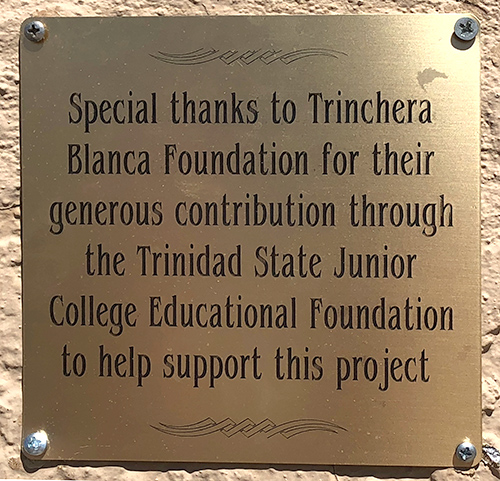 Special thanks to Trinchera
Blanca Foundation for their
generous contribution through
the Trinidad State Junior
College Educational Foundation
to help support this project